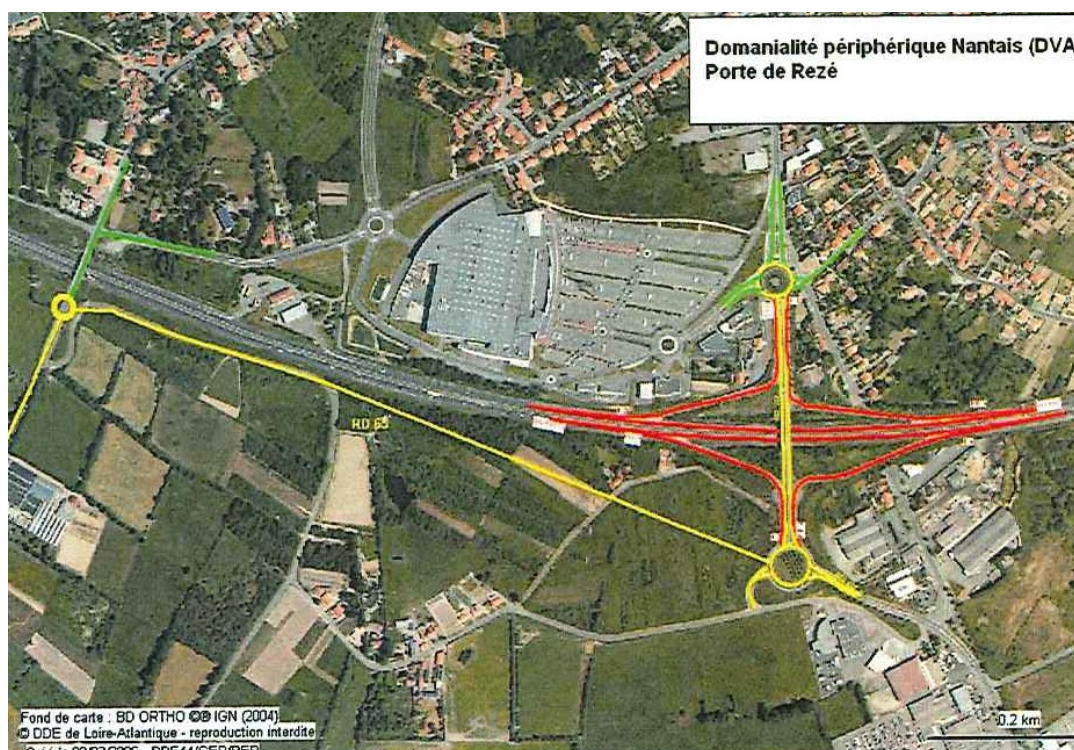 Domanialité périphérique Nantais (DVA
Porte de Rezé
RD 65
Fond de carte : BD ORTHO ©® IGN (2004)
© DDE de Loire-Atlantique - reproduction interdite
0.2 km